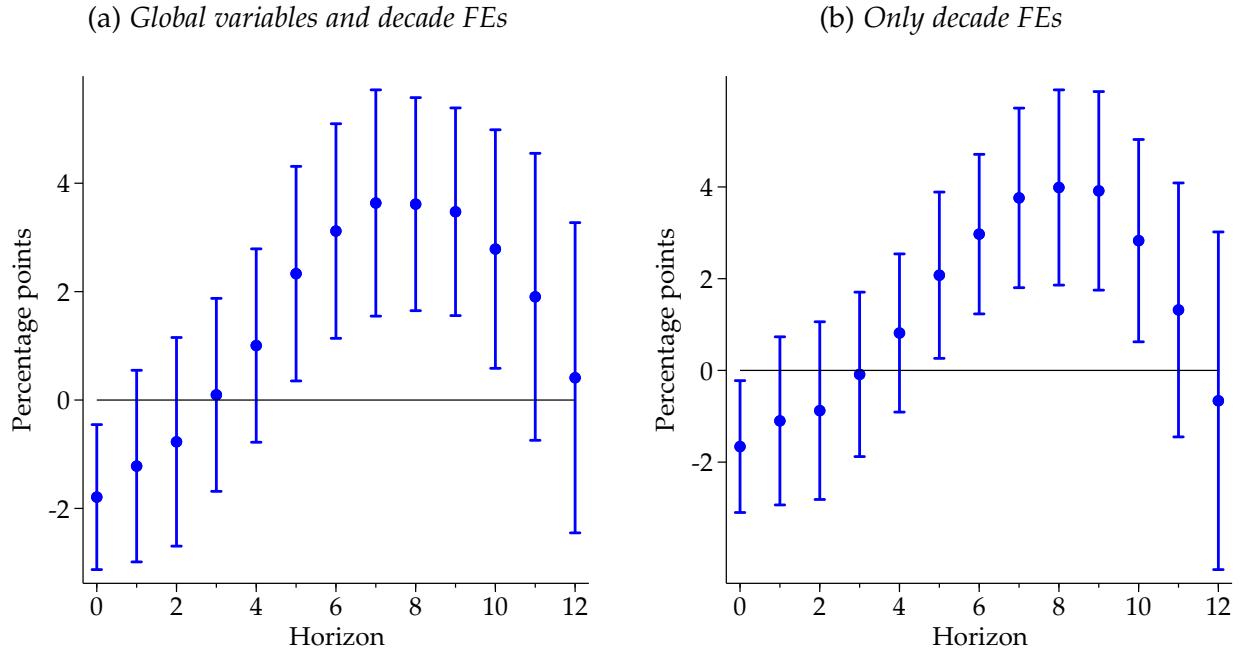 (a) Global variables and decade FEs
Percentage points
4
2
0
-2
0 2 4 6 8 10 12
Horizon
(b) Only decade FEs
Percentage points
4
2
0
-2
0 2 4 6 8 10 12
Horizon